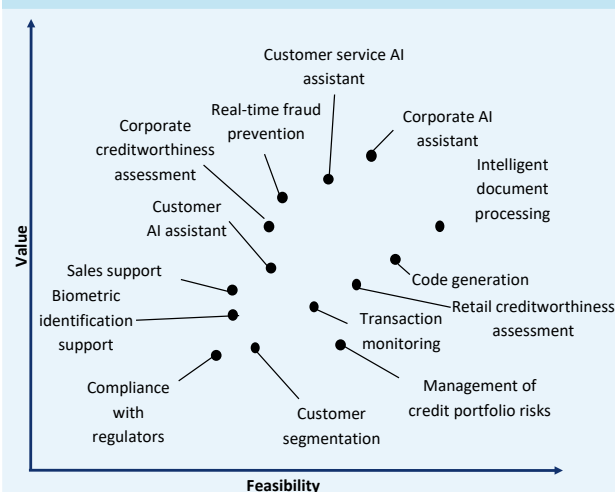 Customer service AI
assistant
Real-time fraud
prevention
Corporate AI
assistant
Corporate
creditworthiness
assessment
Intelligent
document
processing
Customer
AI assistant
Value
Sales support
Code generation
Biometric
identification
support
Retail creditworthiness
assessment
Transaction
monitoring
Compliance
with
regulators
Management of
credit portfolio risks
Customer
segmentation
Feasibility